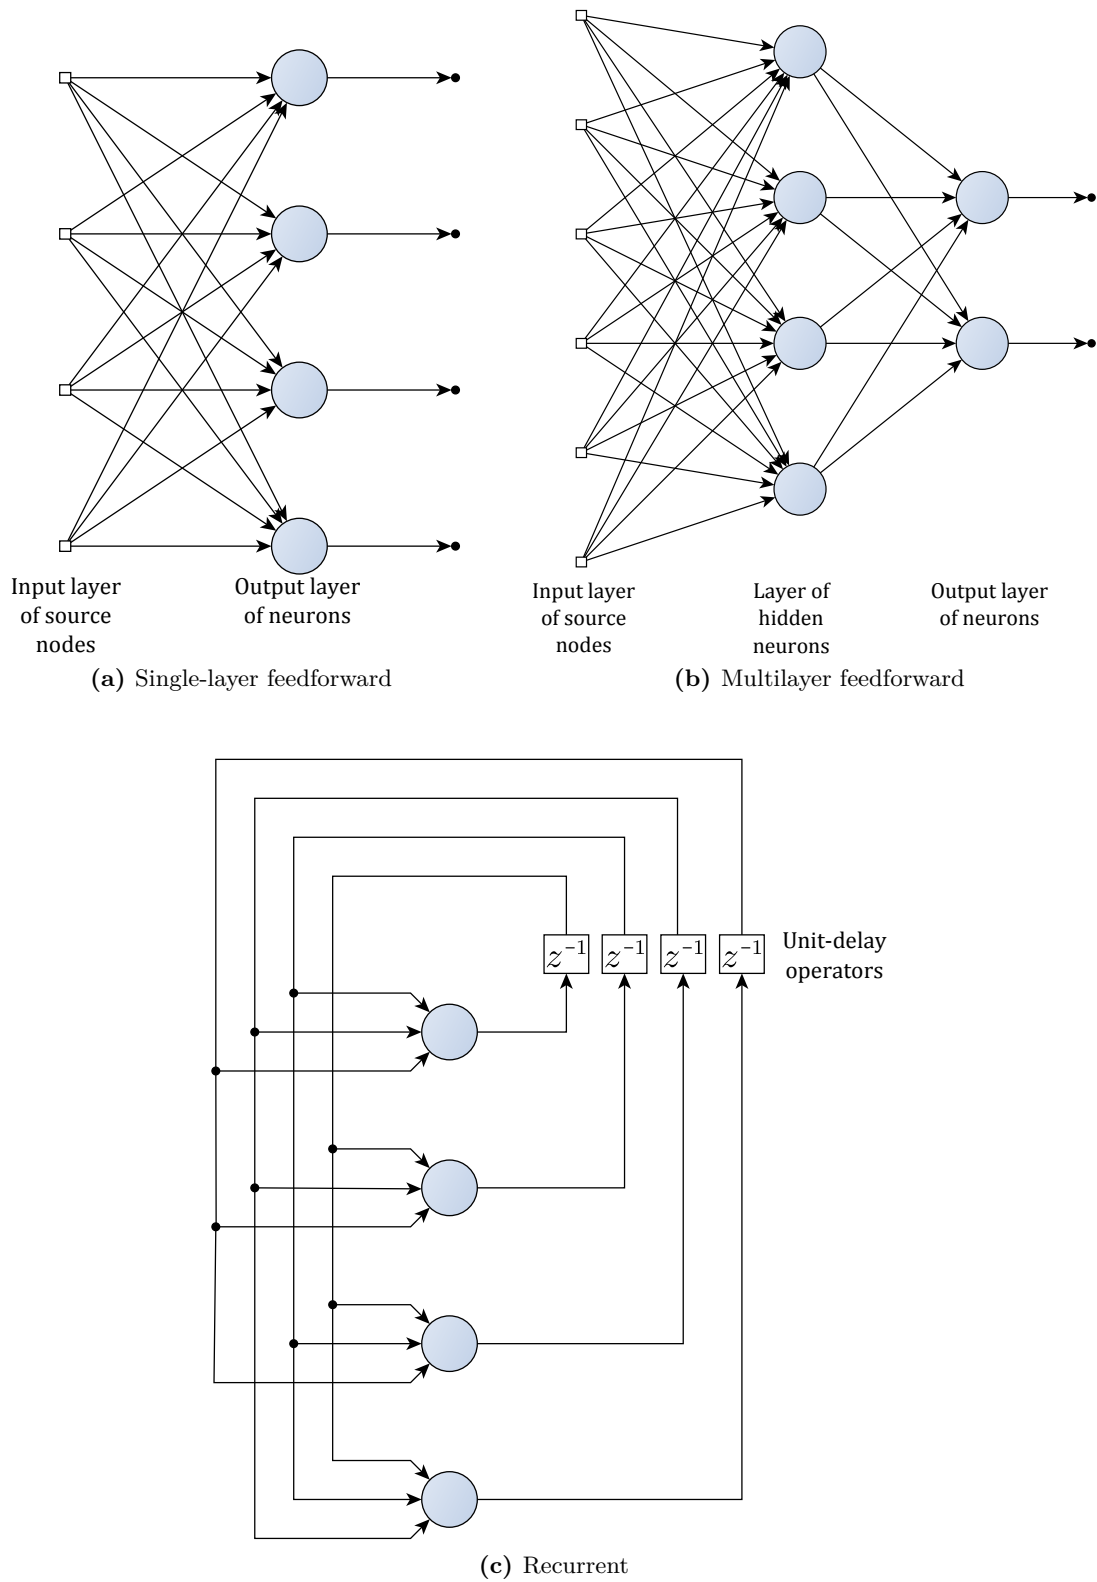 Input layer
of source
nodes
Output layer
of neurons
(a) Single-layer feedforward
Input layer
of source
nodes
Layer of
hidden
neurons
Output layer
of neurons
(b) Multilayer feedforward
z⁻¹ z⁻¹ z⁻¹ z⁻¹
Unit-delay
operators
(c) Recurrent